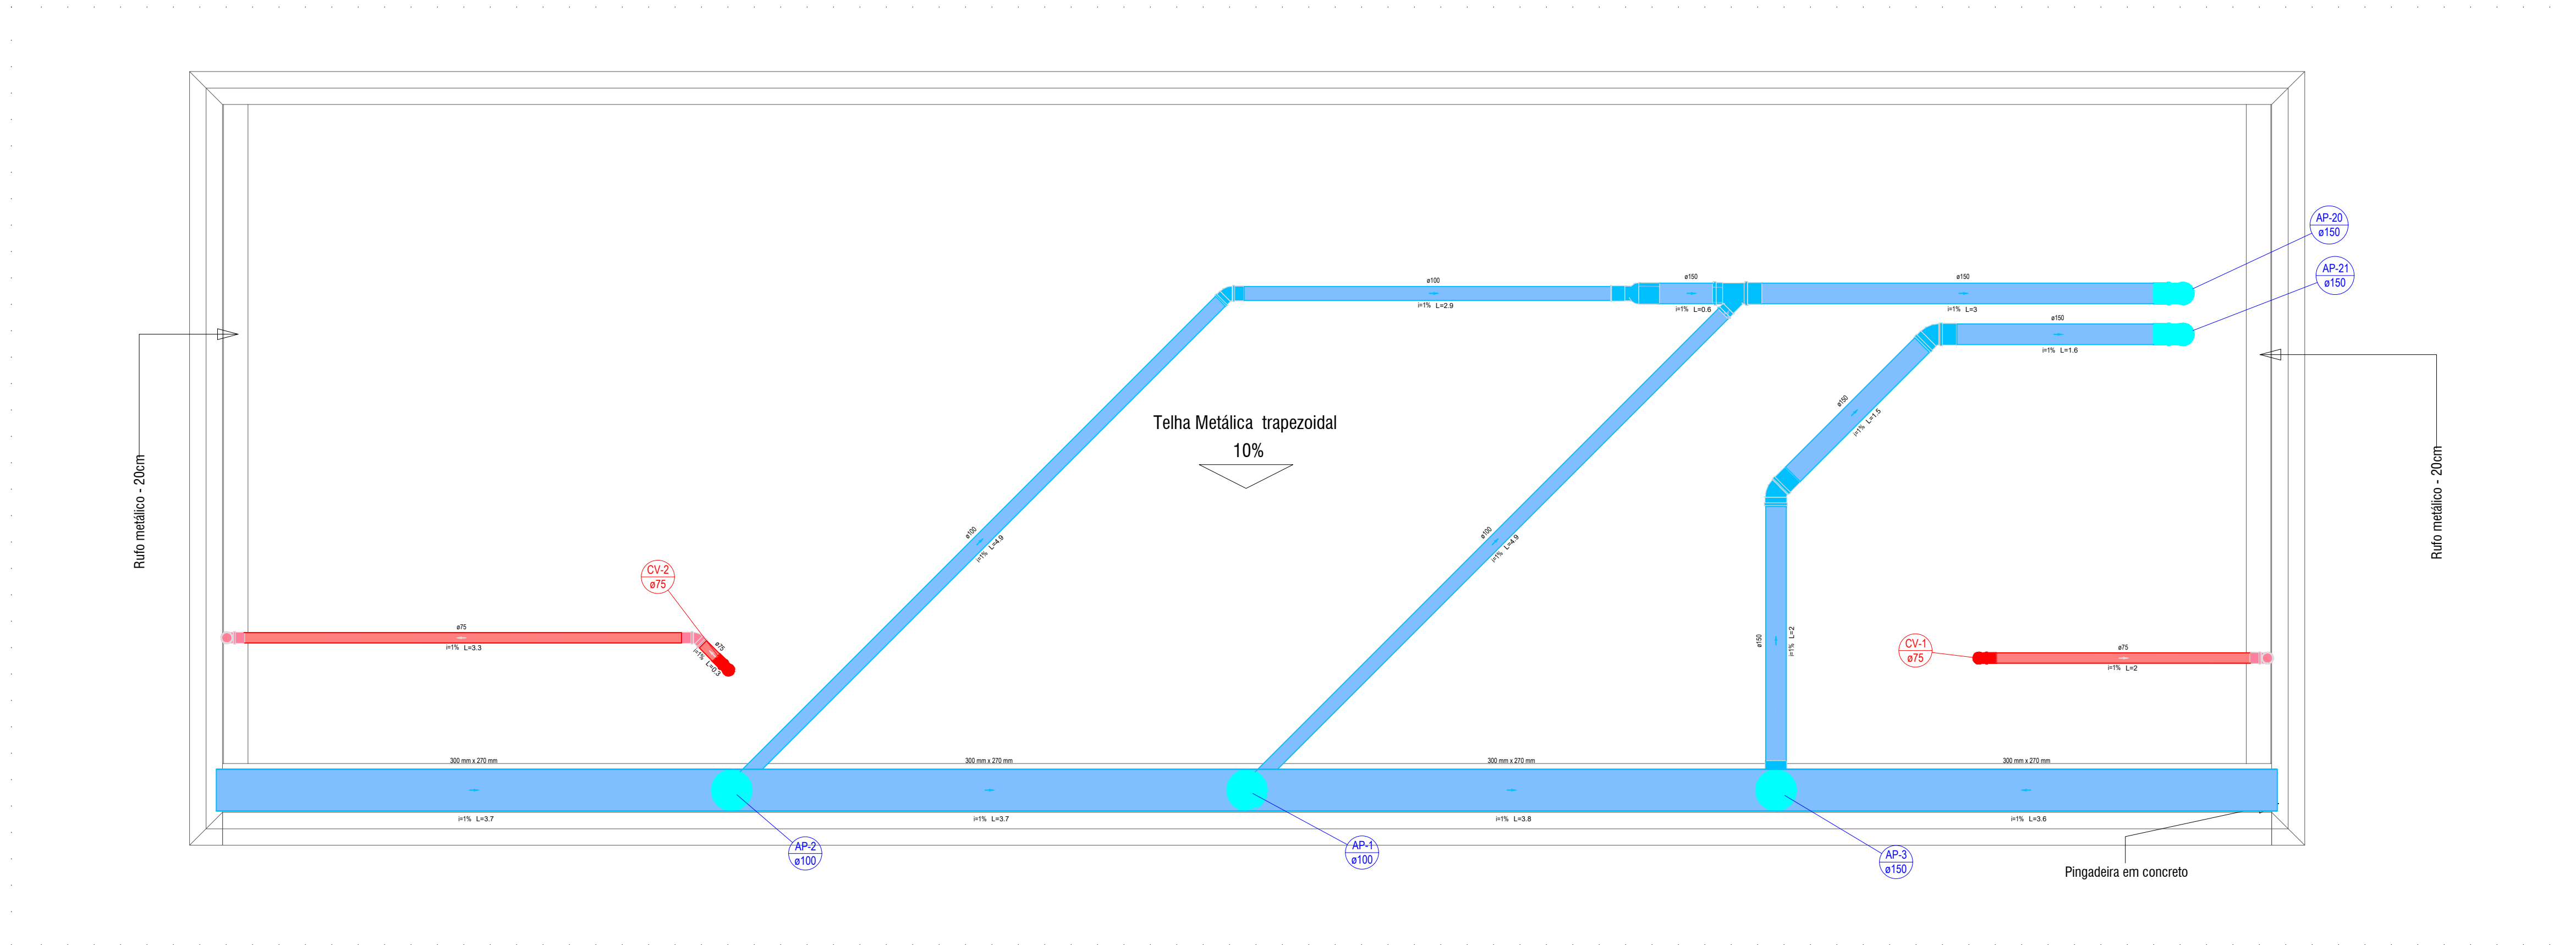 AP-20
ø150
AP-21
ø150
ø100
i=1% L=2.9
ø150
i=1% L=0.6
ø150
i=1% L=3
ø150
i=1% L=1.6
ø150
i=1% L=1.5
Telha Metálica trapezoidal
10%
Rufo metálico - 20cm
Rufo metálico - 20cm
ø100
i=1% L=4.9
ø100
i=1% L=4.9
CV-2
ø75
ø75
i=1% L=3.3
ø75
i=1% L=0.3
ø150
i=1% L=2
CV-1
ø75
ø75
i=1% L=2
300 mm x 270 mm
300 mm x 270 mm
300 mm x 270 mm
300 mm x 270 mm
i=1% L=3.7
i=1% L=3.7
i=1% L=3.8
i=1% L=3.6
AP-2
ø100
AP-1
ø100
AP-3
ø150
Pingadeira em concreto